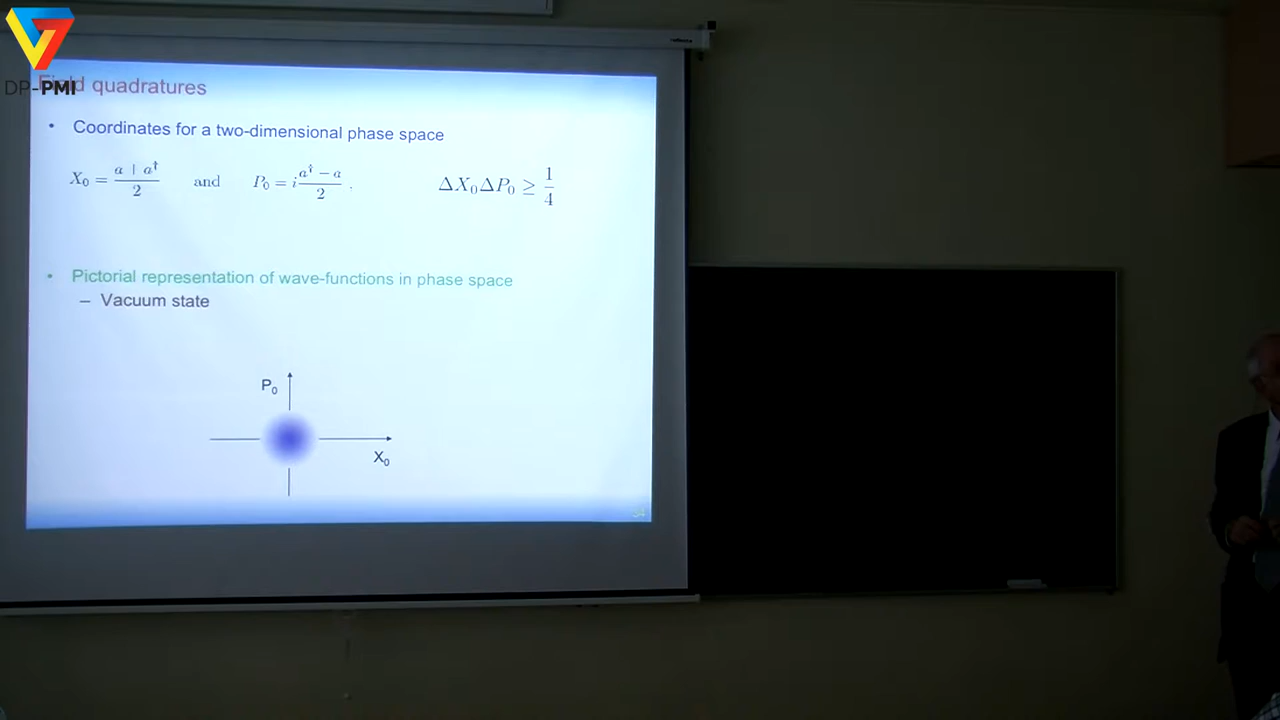 DP-PMI
Field quadratures
• Coordinates for a two-dimensional phase space
X₀ = (a + a†)/2 and P₀ = i (a† − a)/2 . ΔX₀ΔP₀ ≥ 1/4
• Pictorial representation of wave-functions in phase space
– Vacuum state
P₀
X₀
34